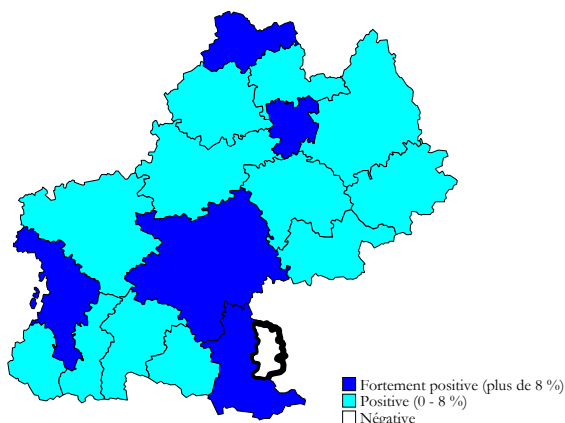 Fortement positive (plus de 8 %)
Positive (0 - 8 %)
Négative